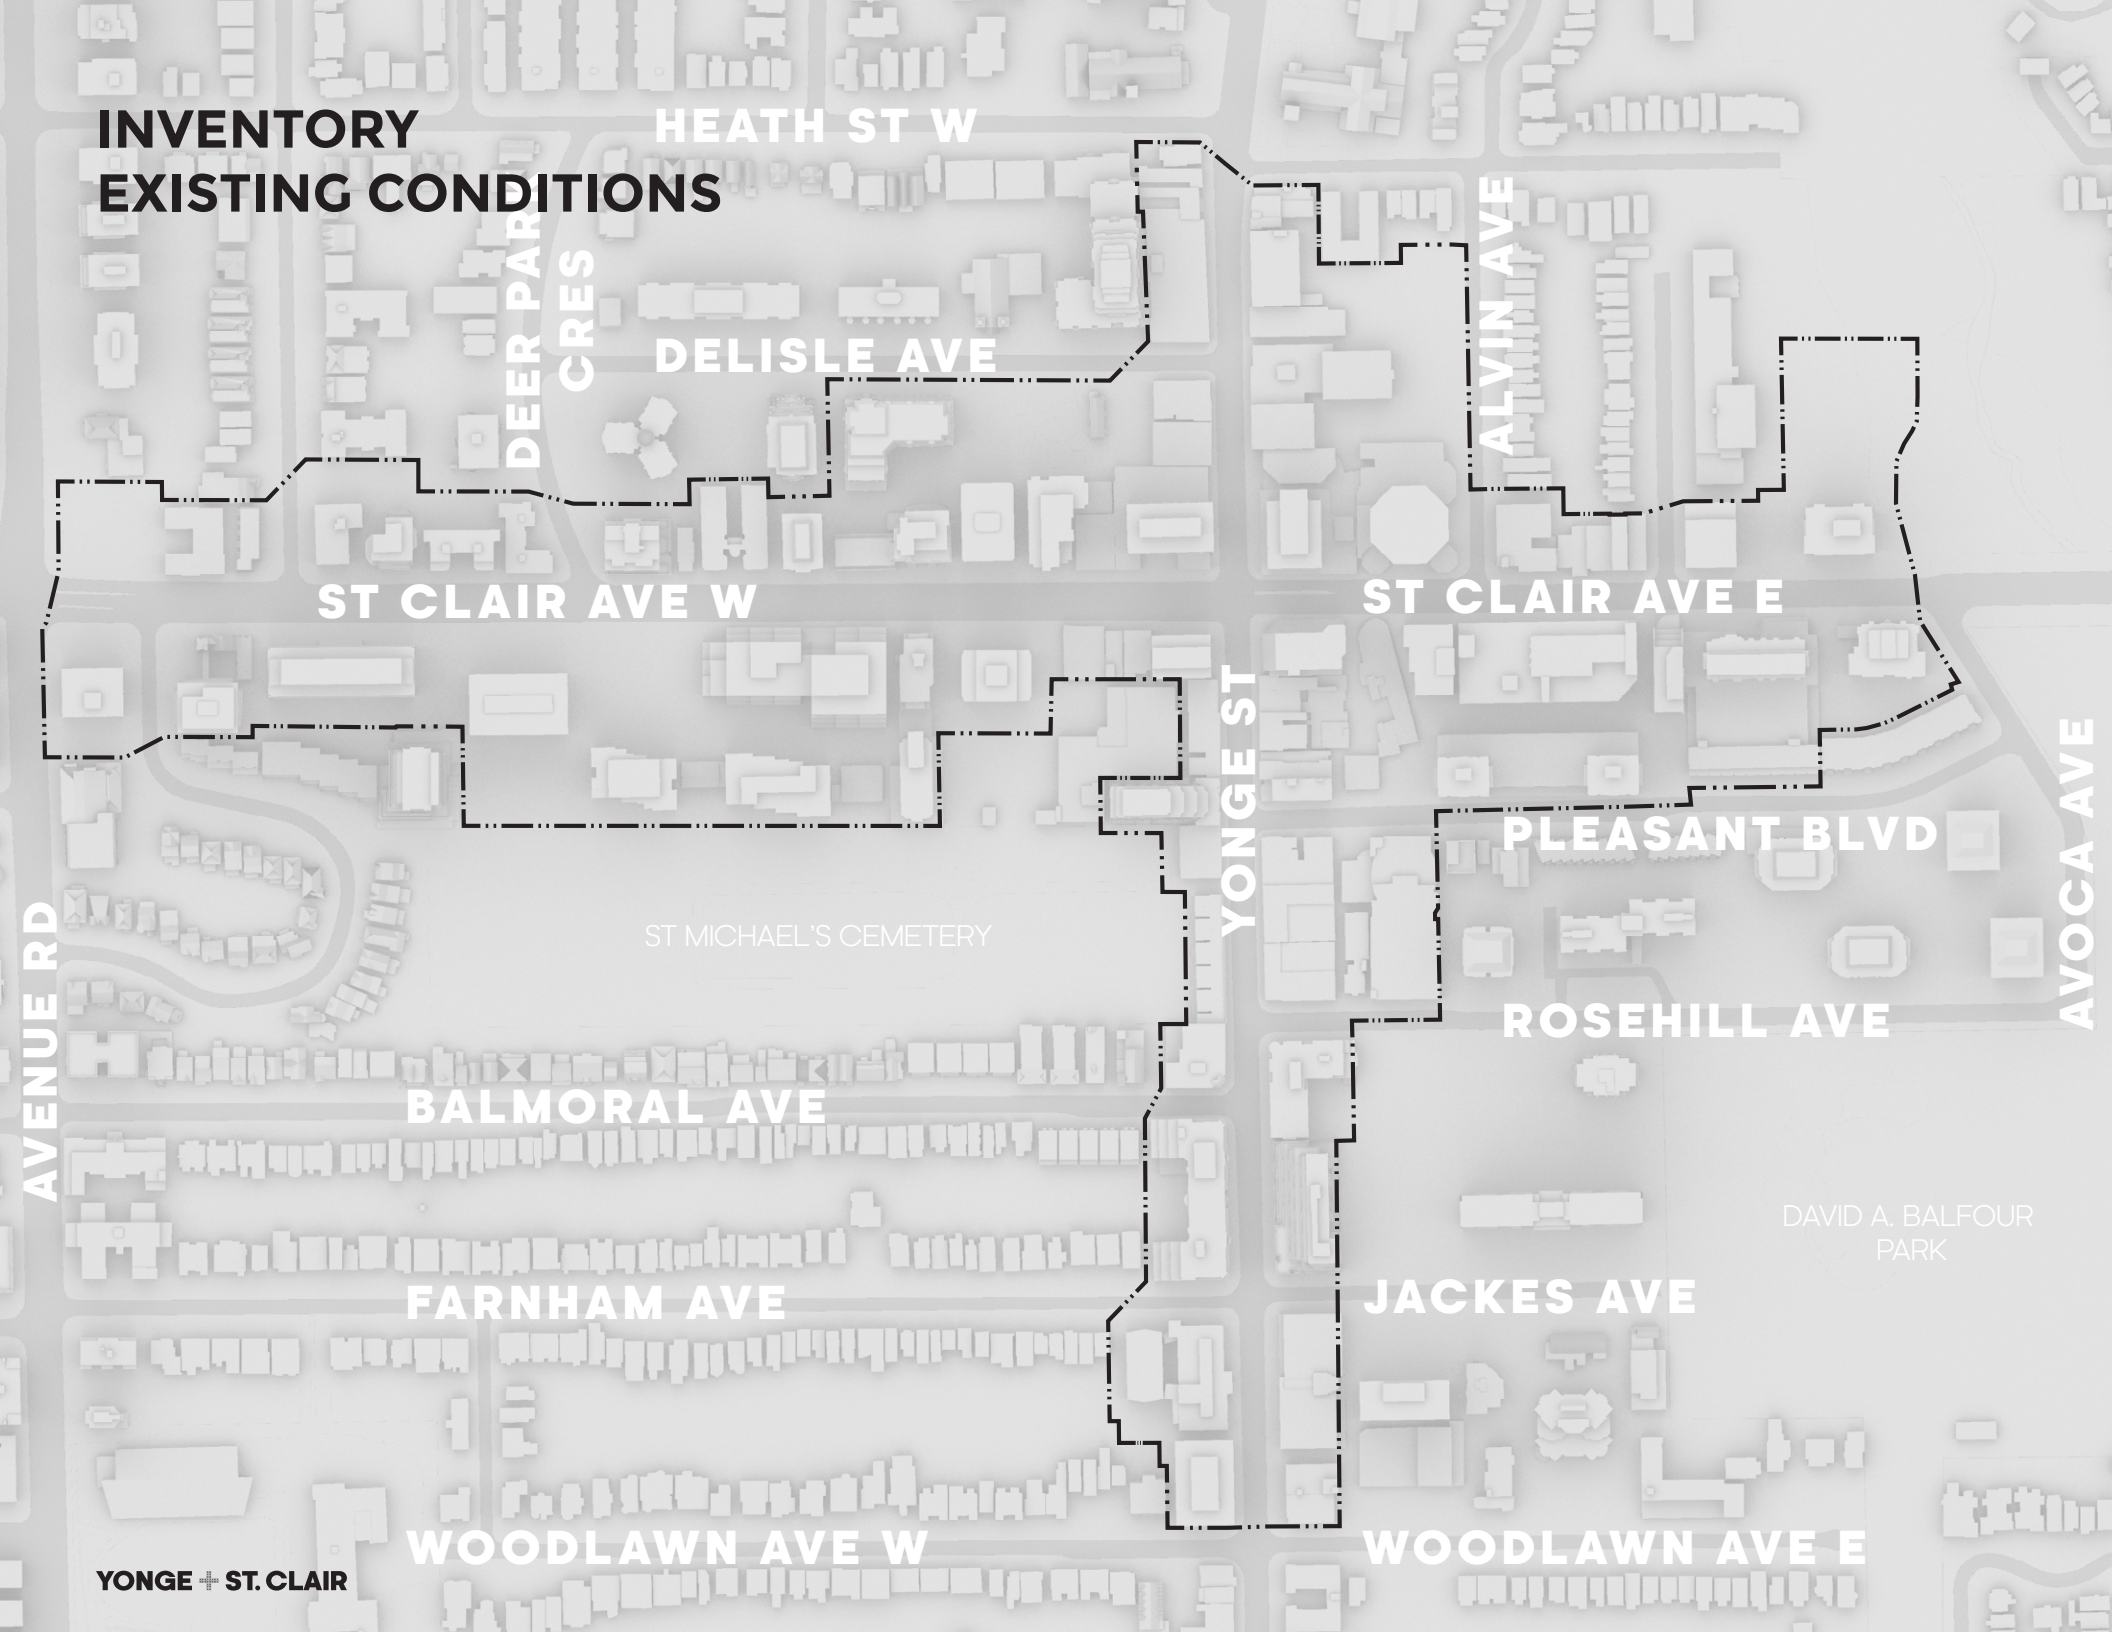 INVENTORY
EXISTING CONDITIONS
HEATH ST W
DEER PARK
CRES
DELISLE AVE
ALVIN AVE
ST CLAIR AVE W
ST CLAIR AVE E
YONGE ST
PLEASANT BLVD
AVOCA AVE
AVENUE RD
ST MICHAEL'S CEMETERY
ROSEHILL AVE
BALMORAL AVE
DAVID A. BALFOUR
PARK
FARNHAM AVE
JACKES AVE
WOODLAWN AVE W
WOODLAWN AVE E
YONGE + ST. CLAIR